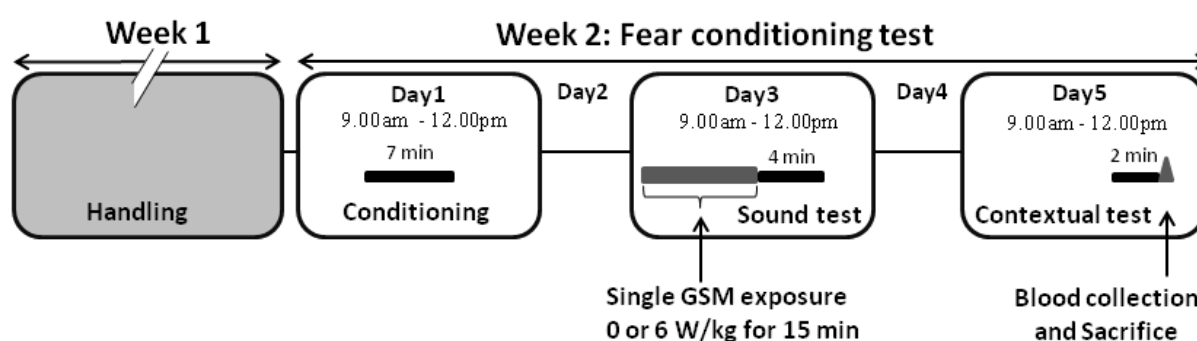 Week 1
Week 2: Fear conditioning test
Day1
9.00am - 12.00pm
7 min
Conditioning
Handling
Day2
Day3
9.00am - 12.00pm
4 min
Sound test
Day4
Day5
9.00am - 12.00pm
2 min
Contextual test
Single GSM exposure
0 or 6 W/kg for 15 min
Blood collection
and Sacrifice